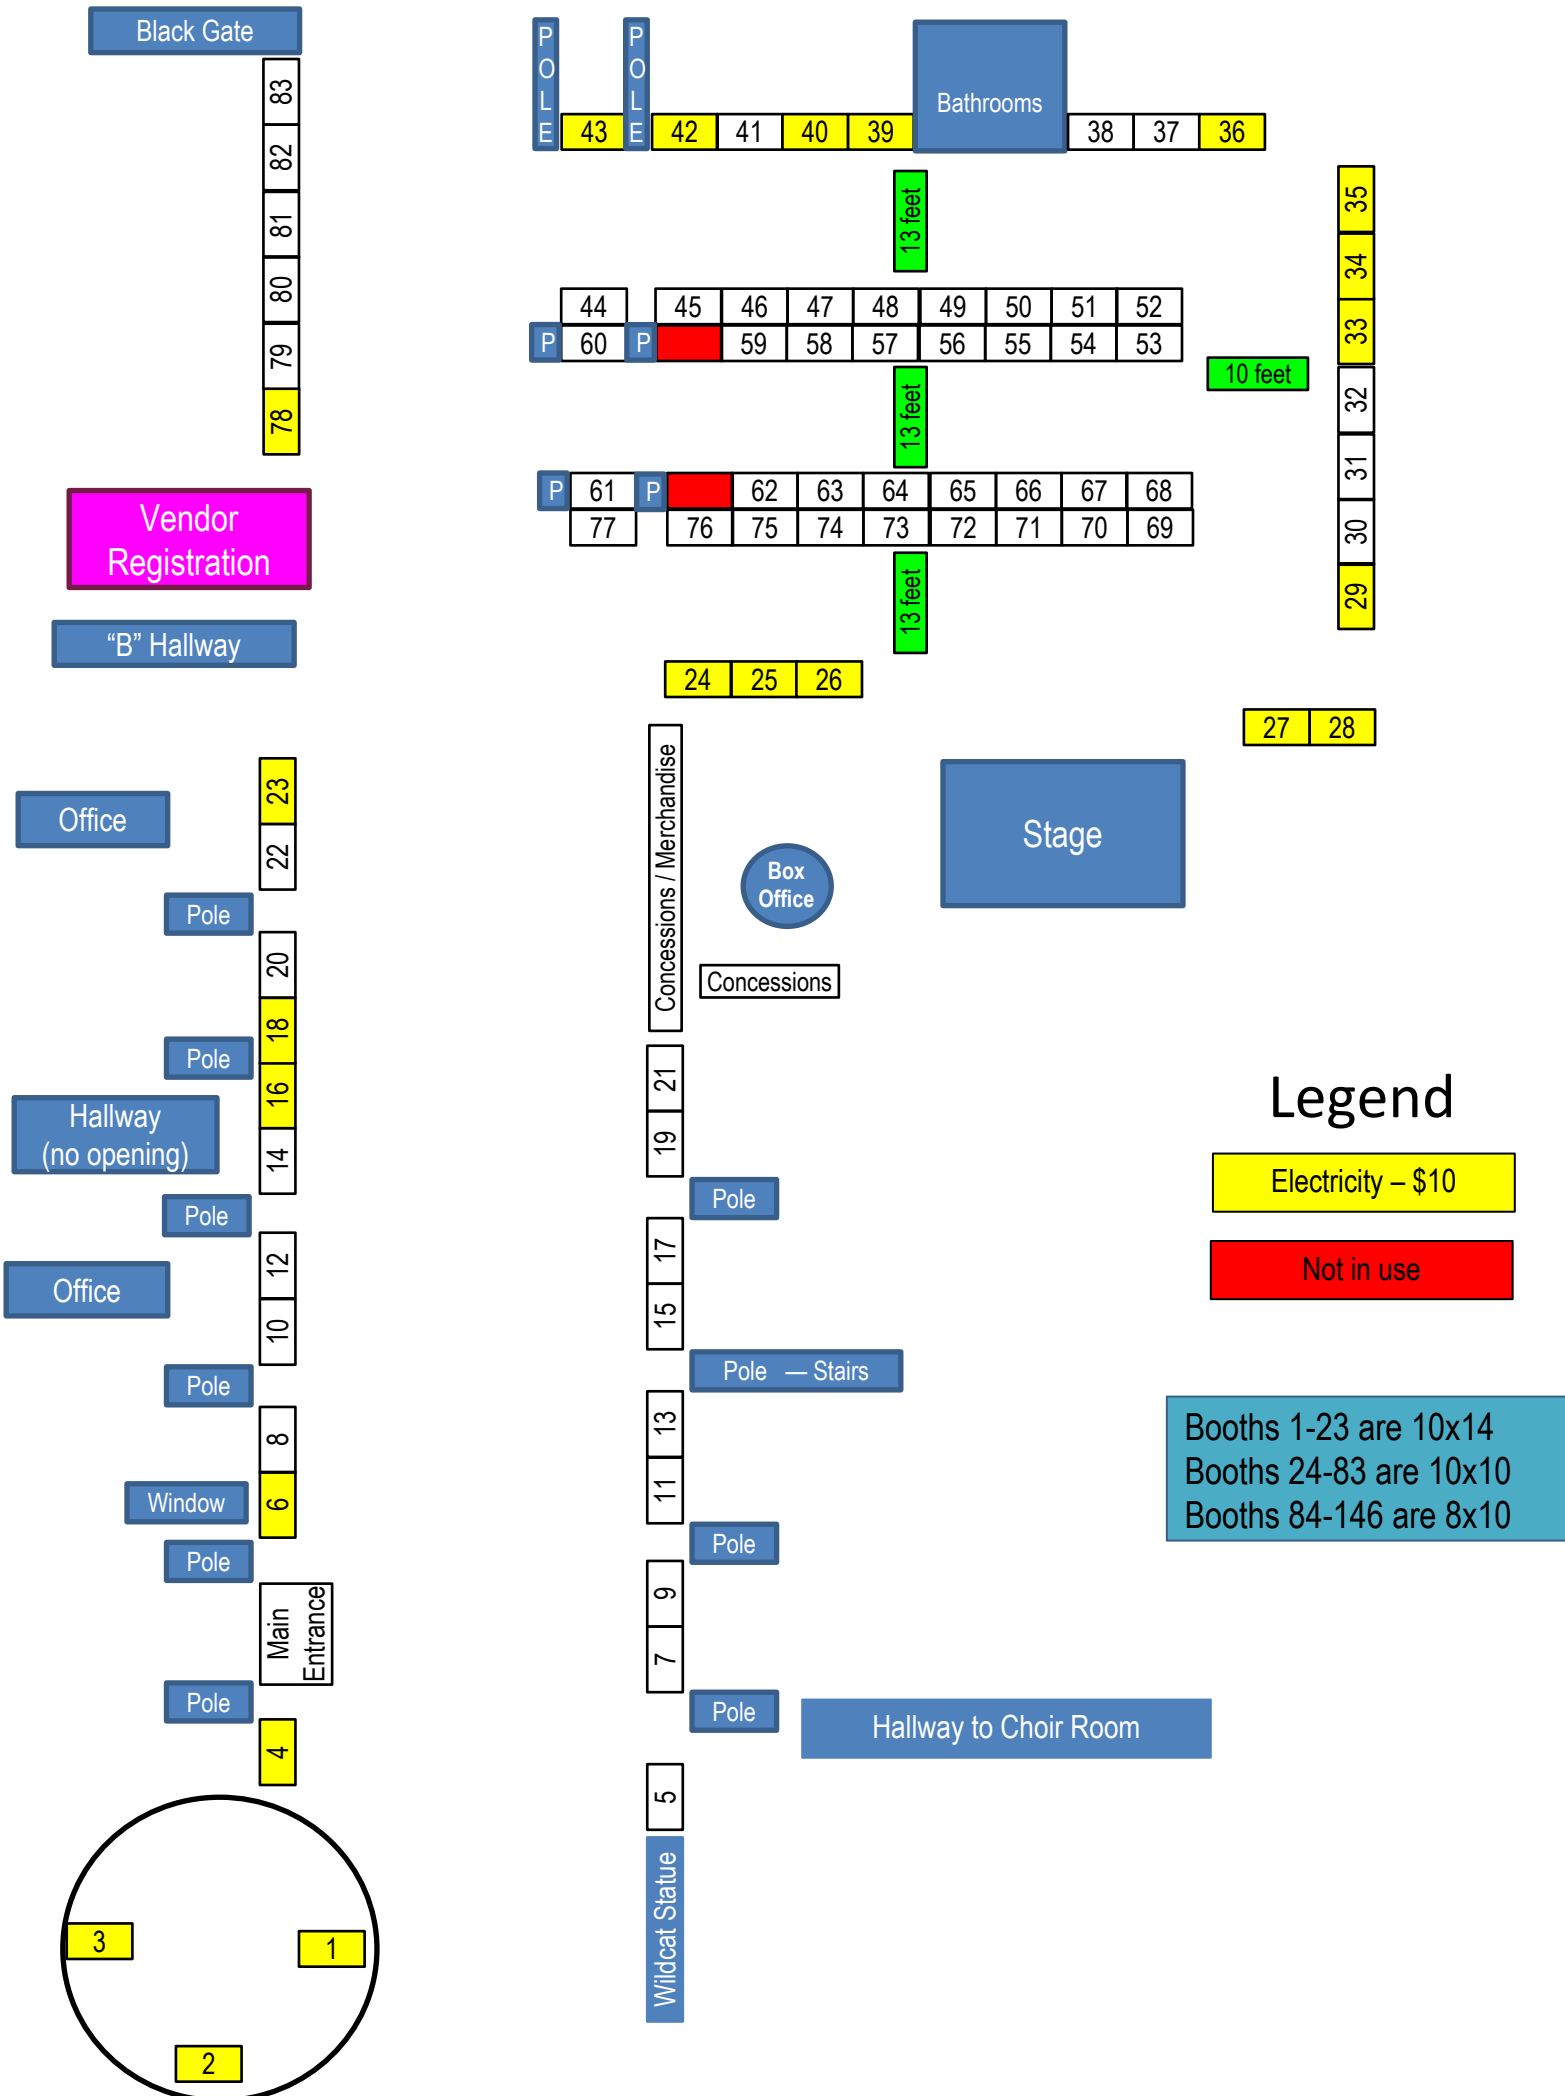 Black Gate
83
82
81
80
79
78
Vendor
Registration
“B” Hallway
POLE
43
POLE
42
41
40
39
Bathrooms
38
37
36
13 feet
35
34
33
32
31
30
29
44
45
46
47
48
49
50
51
52
P
60
P
59
58
57
56
55
54
53
10 feet
13 feet
P
61
P
62
63
64
65
66
67
68
77
76
75
74
73
72
71
70
69
13 feet
24
25
26
27
28
Office
23
22
Pole
20
18
Pole
16
Hallway
(no opening)
14
Pole
12
Office
10
Pole
8
Window
6
Pole
Main
Entrance
Pole
4
3
1
2
Concessions / Merchandise
Box
Office
Stage
Concessions
21
19
Pole
17
15
Pole — Stairs
13
11
Pole
9
7
Pole
Hallway to Choir Room
5
Wildcat Statue
Legend
Electricity – $10
Not in use
Booths 1-23 are 10x14
Booths 24-83 are 10x10
Booths 84-146 are 8x10